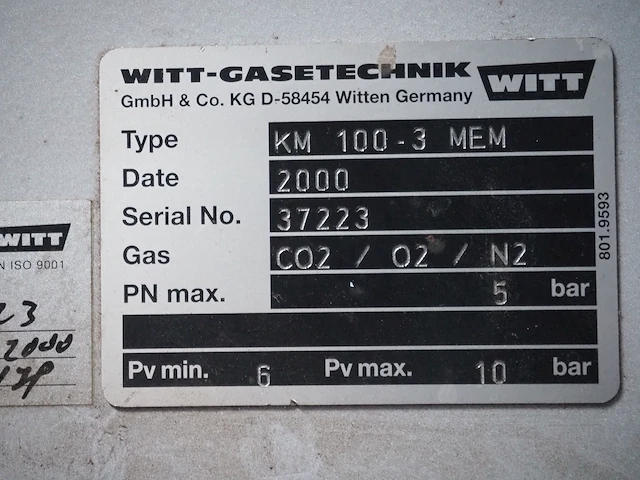 WITT-GASETECHNIK WITT
GmbH & Co. KG D-58454 Witten Germany
Type KM 100-3 MEM
Date 2000
Serial No. 37223
Gas CO2 / O2 / N2
PN max. 5 bar
Pv min. 6 Pv max. 10 bar
801.9593
WITT
N ISO 9001
23
2000